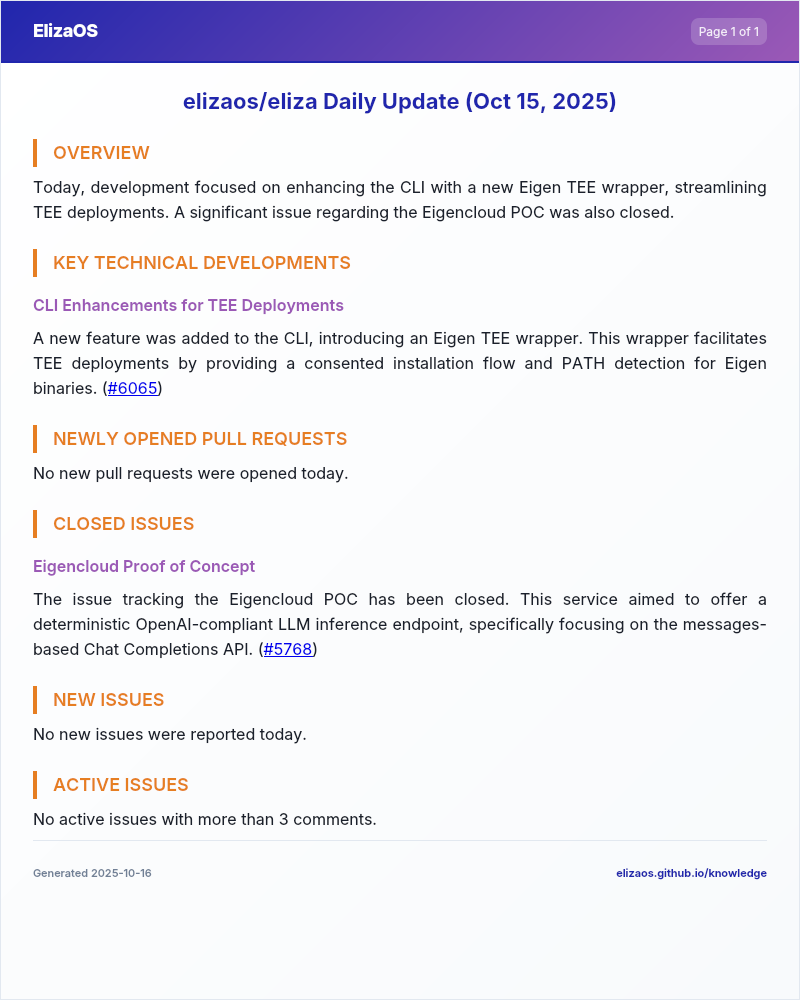 ElizaOS
Page 1 of 1
elizaos/eliza Daily Update (Oct 15, 2025)
OVERVIEW
Today, development focused on enhancing the CLI with a new Eigen TEE wrapper, streamlining
TEE deployments. A significant issue regarding the Eigencloud POC was also closed.
KEY TECHNICAL DEVELOPMENTS
CLI Enhancements for TEE Deployments
A new feature was added to the CLI, introducing an Eigen TEE wrapper. This wrapper facilitates
TEE deployments by providing a consented installation flow and PATH detection for Eigen
binaries. (#6065)
NEWLY OPENED PULL REQUESTS
No new pull requests were opened today.
CLOSED ISSUES
Eigencloud Proof of Concept
The issue tracking the Eigencloud POC has been closed. This service aimed to offer a
deterministic OpenAI-compliant LLM inference endpoint, specifically focusing on the messages-
based Chat Completions API. (#5768)
NEW ISSUES
No new issues were reported today.
ACTIVE ISSUES
No active issues with more than 3 comments.
Generated 2025-10-16
elizaos.github.io/knowledge